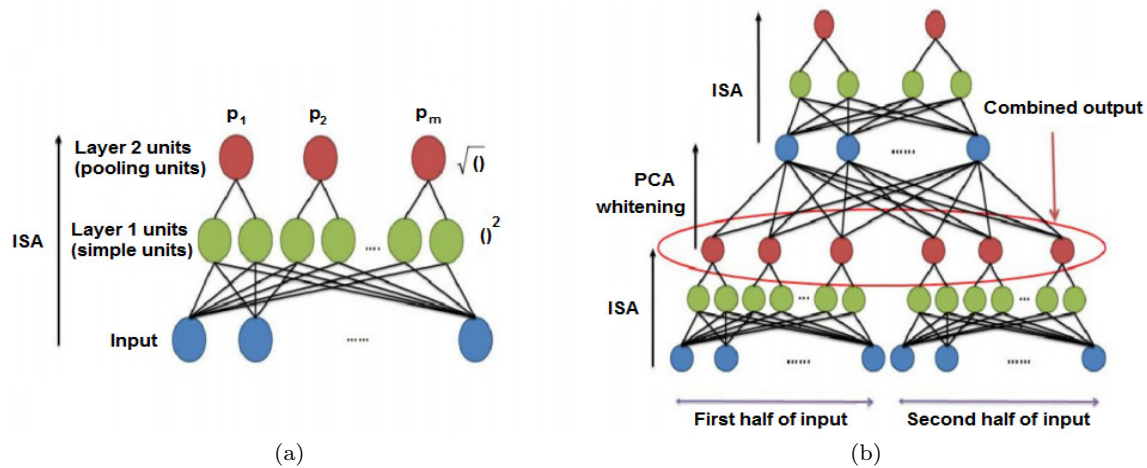 p1 p2 pm
Layer 2 units
(pooling units)
√()
ISA
Layer 1 units
(simple units)
()²
....
Input
......
(a)
ISA
Combined output
......
PCA
whitening
ISA
... ...
...... ......
First half of input Second half of input
(b)